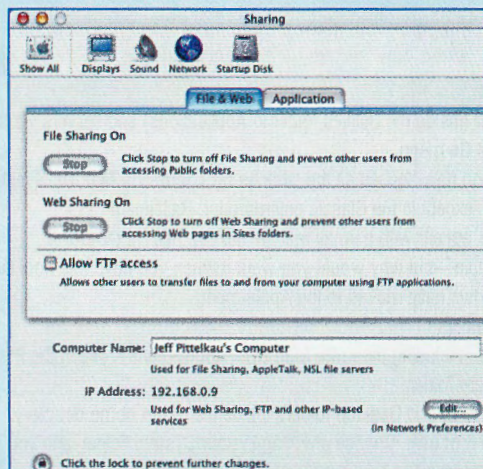 Sharing
Show All Displays Sound Network Startup Disk
File & Web Application
File Sharing On
Stop
Click Stop to turn off File Sharing and prevent other users from
accessing Public folders.
Web Sharing On
Stop
Click Stop to turn off Web Sharing and prevent other users from
accessing Web pages in Sites folders.
Allow FTP access
Allows other users to transfer files to and from your computer using FTP applications.
Computer Name: Jeff Pittelkau's Computer
Used for File Sharing, AppleTalk, NSL file servers
IP Address: 192.168.0.9
Used for Web Sharing, FTP and other IP-based
services
Edit...
(in Network Preferences)
Click the lock to prevent further changes.